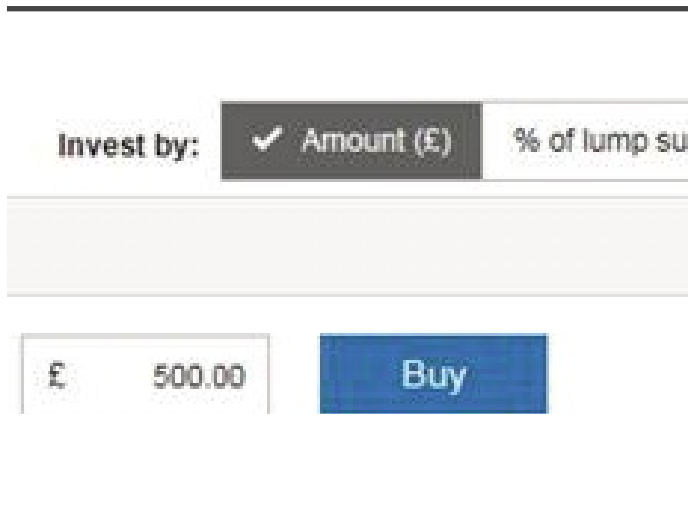 Invest by: Amount (£) % of lump su
£ 500.00 Buy